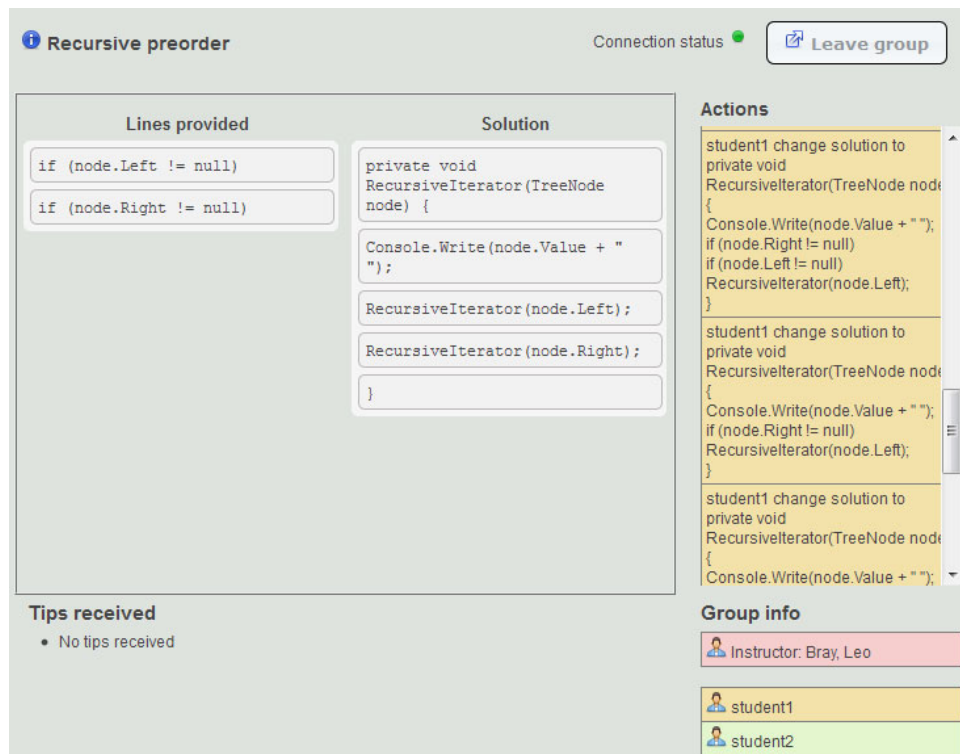 Recursive preorder
Connection status
Leave group
Lines provided
if (node.Left != null)
if (node.Right != null)
Solution
private void
RecursiveIterator(TreeNode
node) {
Console.Write(node.Value + "
");
RecursiveIterator(node.Left);
RecursiveIterator(node.Right);
}
Actions
student1 change solution to
private void
RecursiveIterator(TreeNode node
{
Console.Write(node.Value + " ");
if (node.Right != null)
if (node.Left != null)
RecursiveIterator(node.Left);
}
student1 change solution to
private void
RecursiveIterator(TreeNode node
{
Console.Write(node.Value + " ");
if (node.Right != null)
RecursiveIterator(node.Left);
}
student1 change solution to
private void
RecursiveIterator(TreeNode node
{
Console.Write(node.Value + " ");
Tips received
• No tips received
Group info
Instructor: Bray, Leo
student1
student2